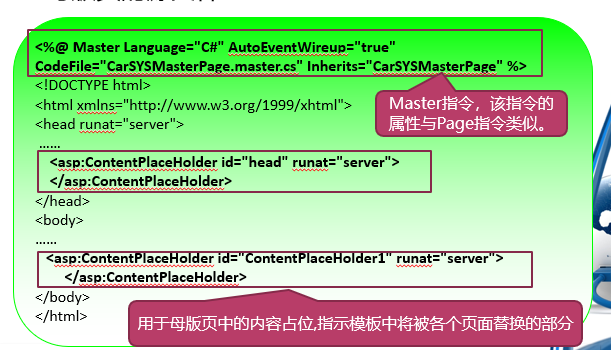 <%@ Master Language="C#" AutoEventWireup="true"
CodeFile="CarSYSMasterPage.master.cs" Inherits="CarSYSMasterPage" %>
<!DOCTYPE html>
<html xmlns="http://www.w3.org/1999/xhtml">
<head runat="server">
Master指令，该指令的
属性与Page指令类似。
......
<asp:ContentPlaceHolder id="head" runat="server">
</asp:ContentPlaceHolder>
</head>
<body>
......
<asp:ContentPlaceHolder id="ContentPlaceHolder1" runat="server">
</asp:ContentPlaceHolder>
</body>
</html>
用于母版页中的内容占位,指示模板中将被各个页面替换的部分